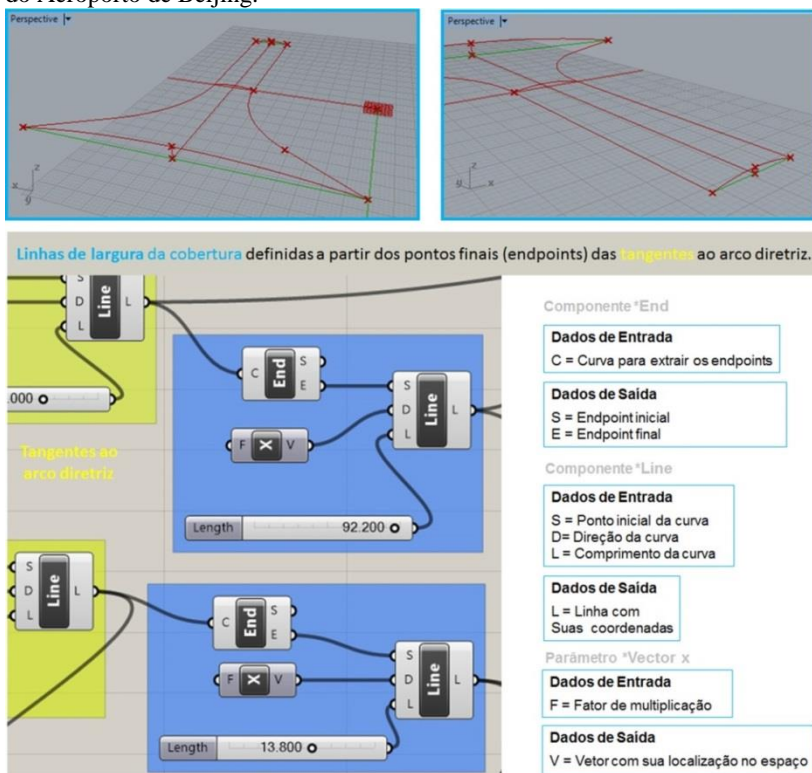 do Aeroporto de Beijing.
Perspective
Perspective
z
x
y
z
y
x
Linhas de largura da cobertura definidas a partir dos pontos finais (endpoints) das tangentes ao arco diretriz.
S
D
L
Line
L
.000
Tangentes ao
arco diretriz
C
End
S
E
F
X
V
S
D
L
Line
L
Length
92.200
S
D
L
Line
L
C
End
S
E
F
X
V
S
D
L
Line
L
Length
13.800
Componente *End
Dados de Entrada
C = Curva para extrair os endpoints
Dados de Saída
S = Endpoint inicial
E = Endpoint final
Componente *Line
Dados de Entrada
S = Ponto inicial da curva
D= Direção da curva
L = Comprimento da curva
Dados de Saída
L = Linha com
Suas coordenadas
Parâmetro *Vector x
Dados de Entrada
F = Fator de multiplicação
Dados de Saída
V = Vetor com sua localização no espaço